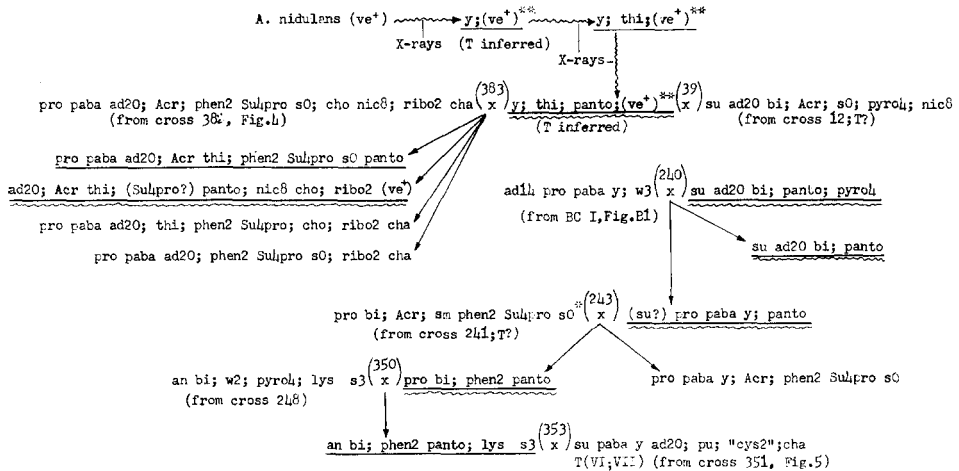 A. nidulans (ve+) y;(ve+)** y; thi;(ve+)**
X-rays (T inferred) X-rays
(383) (39)
pro paba ad20; Acr; phen2 Su4pro s0; cho nic8; ribo2 cha x y; thi; panto;(ve+)** x su ad20 bi; Acr; s0; pyro4; nic8
(from cross 382, Fig.4) (T inferred) (from cross 12;T?)
pro paba ad20; Acr thi; phen2 Su4pro s0 panto
ad20; Acr thi; (Su4pro?) panto; nic8 cho; ribo2 (ve+)
(240)
ad14 pro paba y; w3 x su ad20 bi; panto; pyro4
(from BC I,Fig.B1)
pro paba ad20; thi; phen2 Su4pro; cho; ribo2 cha
pro paba ad20; phen2 Su4pro s0; ribo2 cha
su ad20 bi; panto
(243)
pro bi; Acr; sm phen2 Su4pro s0* x (su?) pro paba y; panto
(from cross 241;T?)
(350)
an bi; w2; pyro4; lys s3 x pro bi; phen2 panto
(from cross 248)
pro paba y; Acr; phen2 Su4pro s0
(353)
an bi; phen2 panto; lys s3 x su paba y ad20; pu; "cys2";cha
T(VI;VII) (from cross 351, Fig.5)